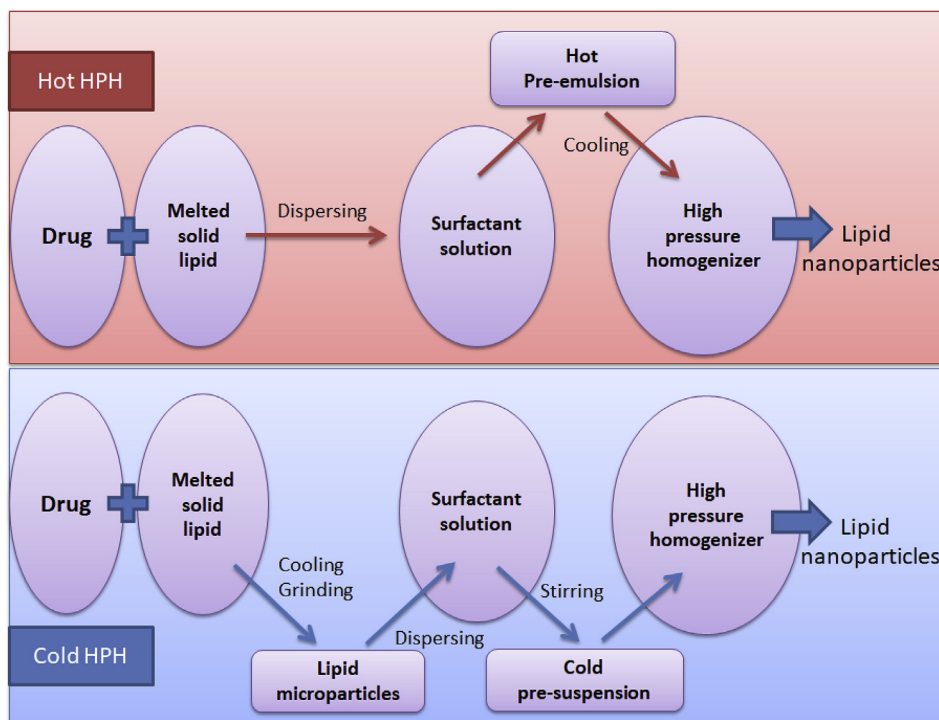 Hot HPH
Hot
Pre-emulsion
Cooling
Drug
Melted
solid
lipid
Dispersing
Surfactant
solution
High
pressure
homogenizer
Lipid
nanoparticles
Drug
Melted
solid
lipid
Surfactant
solution
High
pressure
homogenizer
Lipid
nanoparticles
Cooling
Grinding
Stirring
Dispersing
Cold HPH
Lipid
microparticles
Cold
pre-suspension